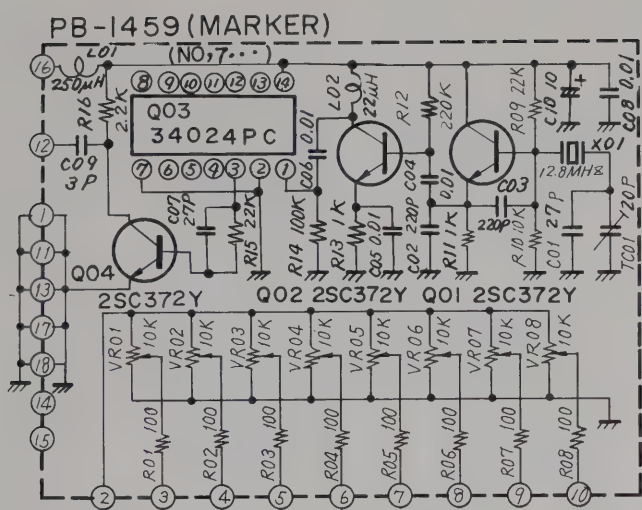 PB-1459 (MARKER)
(NO,7···)
16
L01
250μH
R16
2.2K
12
C09
3P
8 9 10 11 12 13 14
Q03
34024PC
7 6 5 4 3 2 1
C07
27P
R15 22K
C06 0.01
L02
22μH
R14 100K
R13 1K
C05 0.01
R12
220K
C04
0.01
C02 220P
R11 1K
C03
220P
R09 22K
R10 10K
C10 10
+
C08 0.01
X01
12.8MHz
C01 27P
TC01
20P
1
11
13
17
18
14
15
Q04
2SC372Y
Q02 2SC372Y
Q01 2SC372Y
VR01 10K
VR02 10K
VR03 10K
VR04 10K
VR05 10K
VR06 10K
VR07 10K
VR08 10K
R01 100
R02 100
R03 100
R04 100
R05 100
R06 100
R07 100
R08 100
2 3 4 5 6 7 8 9 10